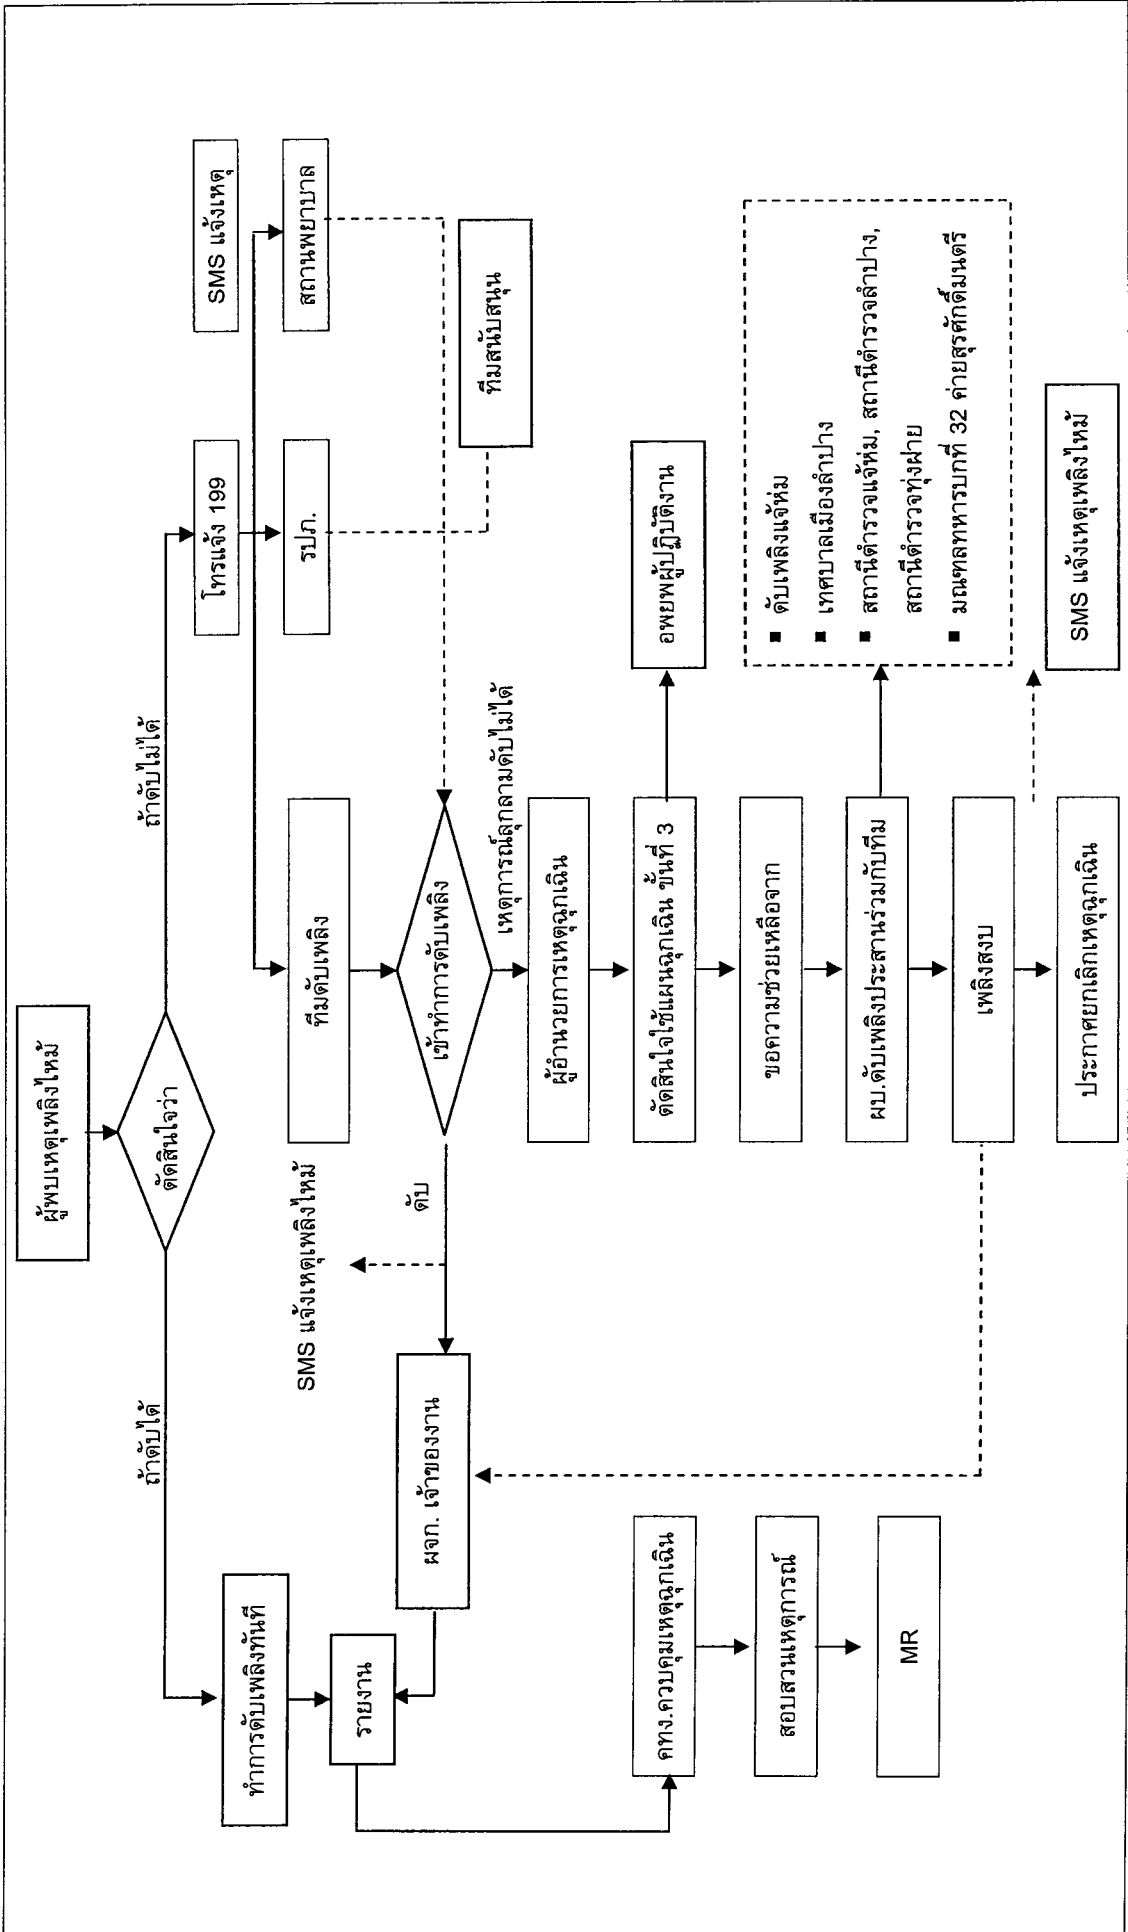 ผู้พบเหตุเพลิงไหม้
ตัดสินใจว่า
ถ้าดับได้
ถ้าดับไม่ได้
ทำการดับเพลิงทันที
โทรแจ้ง 199
SMS แจ้งเหตุ
ทีมดับเพลิง
รปภ.
สถานพยาบาล
SMS แจ้งเหตุเพลิงไหม้
รายงาน
ผจก. เจ้าของงาน
ดับ
เข้าทำการดับเพลิง
ทีมสนับสนุน
เหตุการณ์ลุกลามดับไม่ได้
ผู้อำนวยการเหตุฉุกเฉิน
คทง.ควบคุมเหตุฉุกเฉิน
ตัดสินใจใช้แผนฉุกเฉิน ขั้นที่ 3
อพยพผู้ปฏิบัติงาน
สอบสวนเหตุการณ์
ขอความช่วยเหลือจาก
■ ดับเพลิงแจ้ห่ม
■ เทศบาลเมืองลำปาง
■ สถานีตำรวจแจ้ห่ม, สถานีตำรวจลำปาง,
สถานีตำรวจทุ่งฝาย
■ มณฑลทหารบกที่ 32 ค่ายสุรศักดิ์มนตรี
MR
ผบ.ดับเพลิงประสานร่วมกับทีม
เพลิงสงบ
SMS แจ้งเหตุเพลิงไหม้
ประกาศยกเลิกเหตุฉุกเฉิน